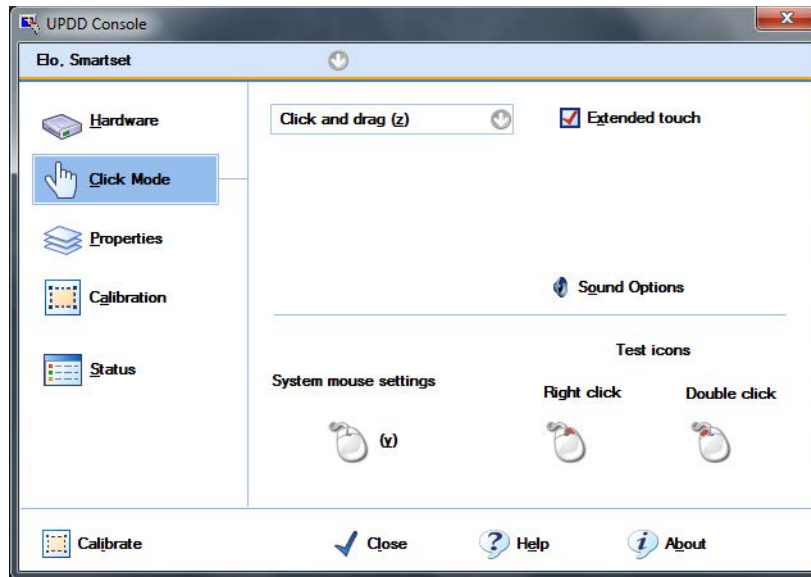 UPDD Console
Elo, Smartset
Hardware
Click Mode
Properties
Calibration
Status
Click and drag (z)
Extended touch
Sound Options
System mouse settings
(y)
Test icons
Right click
Double click
Calibrate
Close
Help
About